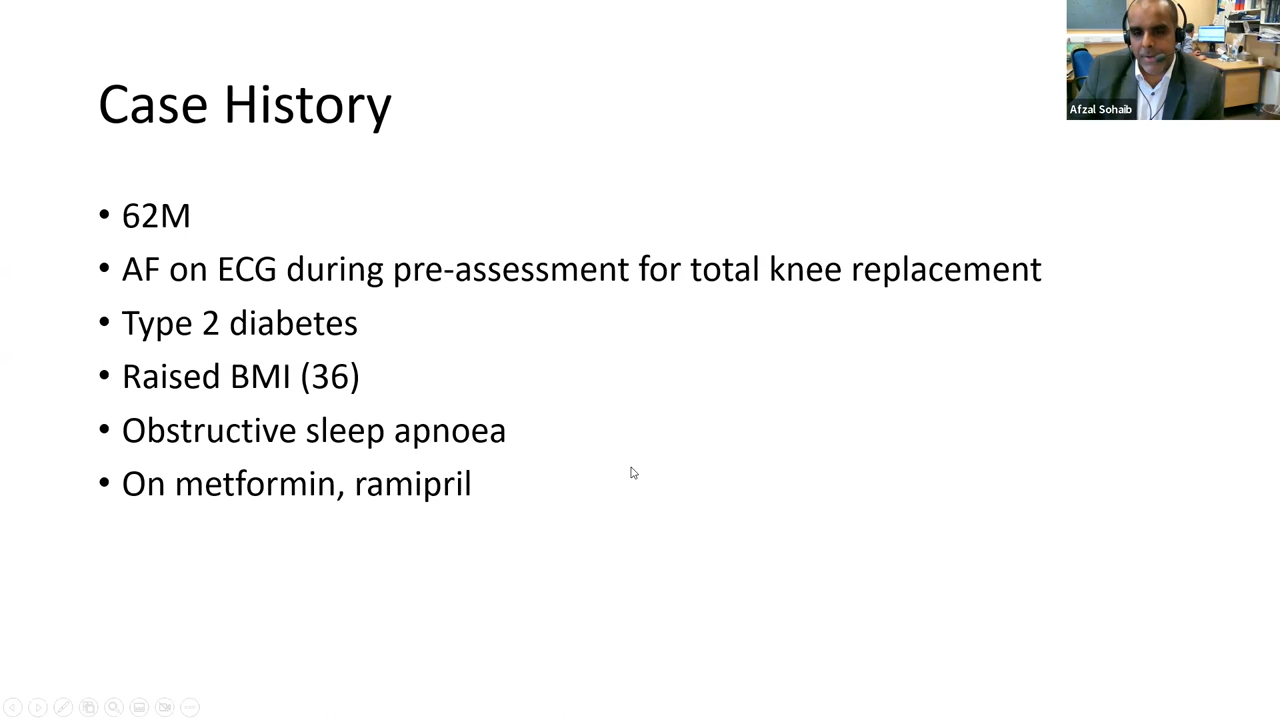 Case History
• 62M
• AF on ECG during pre-assessment for total knee replacement
• Type 2 diabetes
• Raised BMI (36)
• Obstructive sleep apnoea
• On metformin, ramipril
Afzal Sohaib